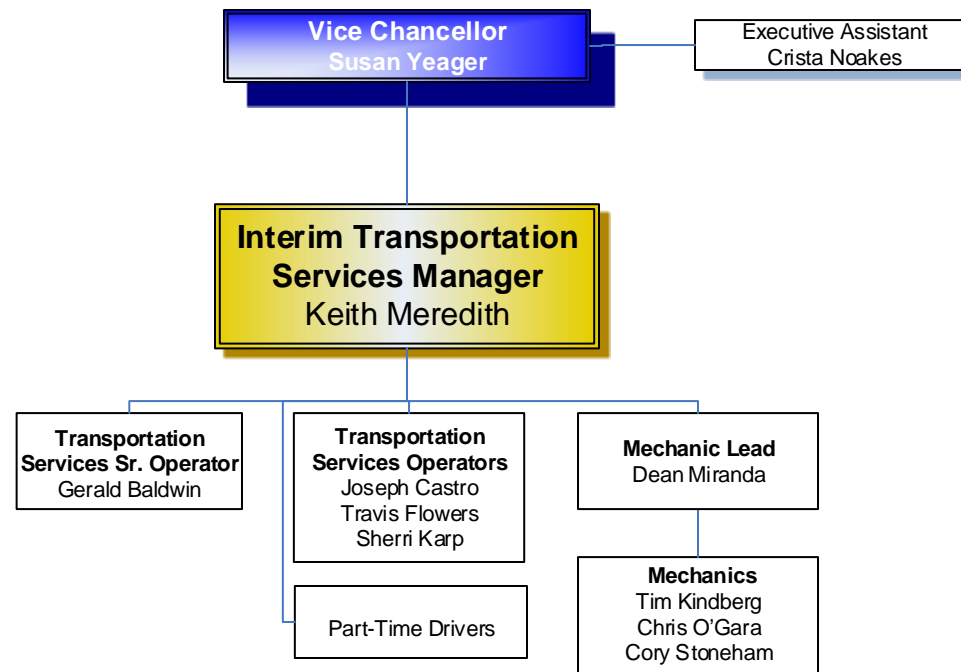 Vice Chancellor
Susan Yeager
Executive Assistant
Crista Noakes
Interim Transportation
Services Manager
Keith Meredith
Transportation
Services Sr. Operator
Gerald Baldwin
Transportation
Services Operators
Joseph Castro
Travis Flowers
Sherri Karp
Mechanic Lead
Dean Miranda
Part-Time Drivers
Mechanics
Tim Kindberg
Chris O’Gara
Cory Stoneham